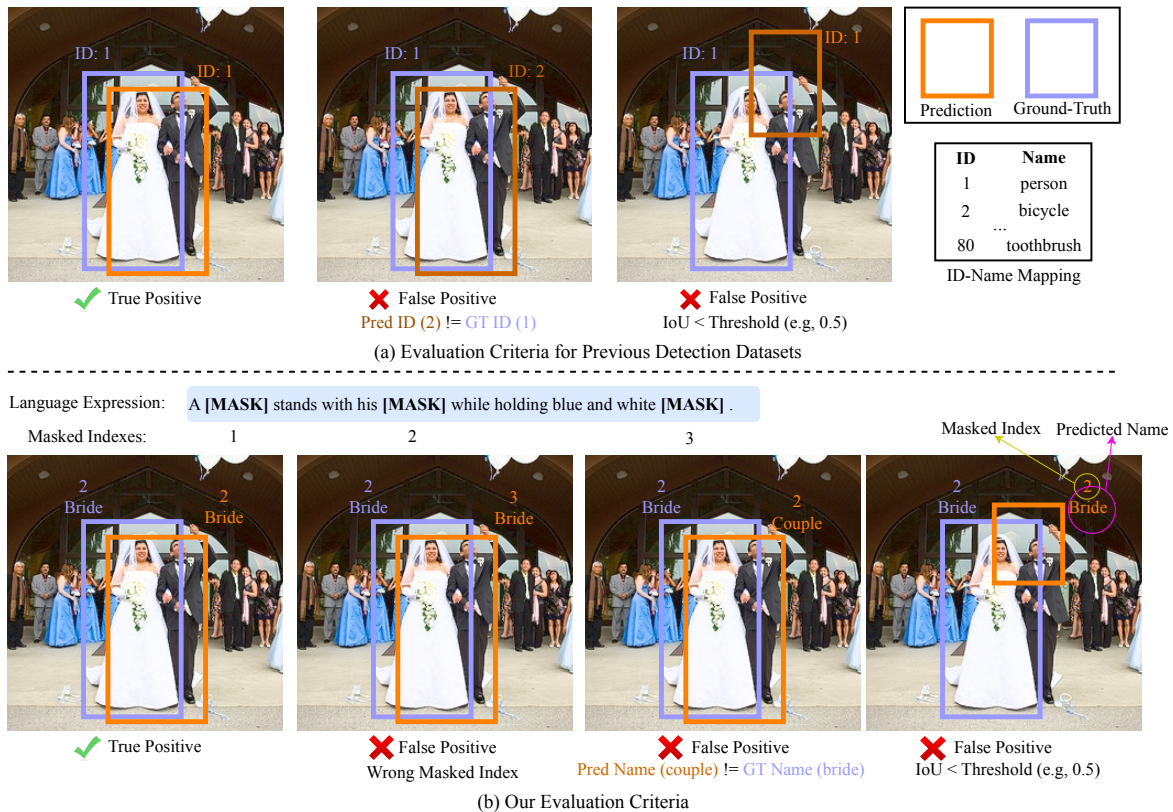 ID: 1
ID: 1
ID: 1
ID: 2
ID: 1
ID: 1
Prediction
Ground-Truth
ID Name
1 person
2 bicycle
...
80 toothbrush
ID-Name Mapping
True Positive
False Positive
Pred ID (2) != GT ID (1)
False Positive
IoU < Threshold (e.g, 0.5)
(a) Evaluation Criteria for Previous Detection Datasets
Language Expression: A [MASK] stands with his [MASK] while holding blue and white [MASK] .
Masked Indexes: 1 2 3
Masked Index
Predicted Name
2
Bride
2
Bride
2
Bride
3
Bride
2
Bride
2
Couple
2
Bride
2
Bride
True Positive
False Positive
Wrong Masked Index
False Positive
Pred Name (couple) != GT Name (bride)
False Positive
IoU < Threshold (e.g, 0.5)
(b) Our Evaluation Criteria